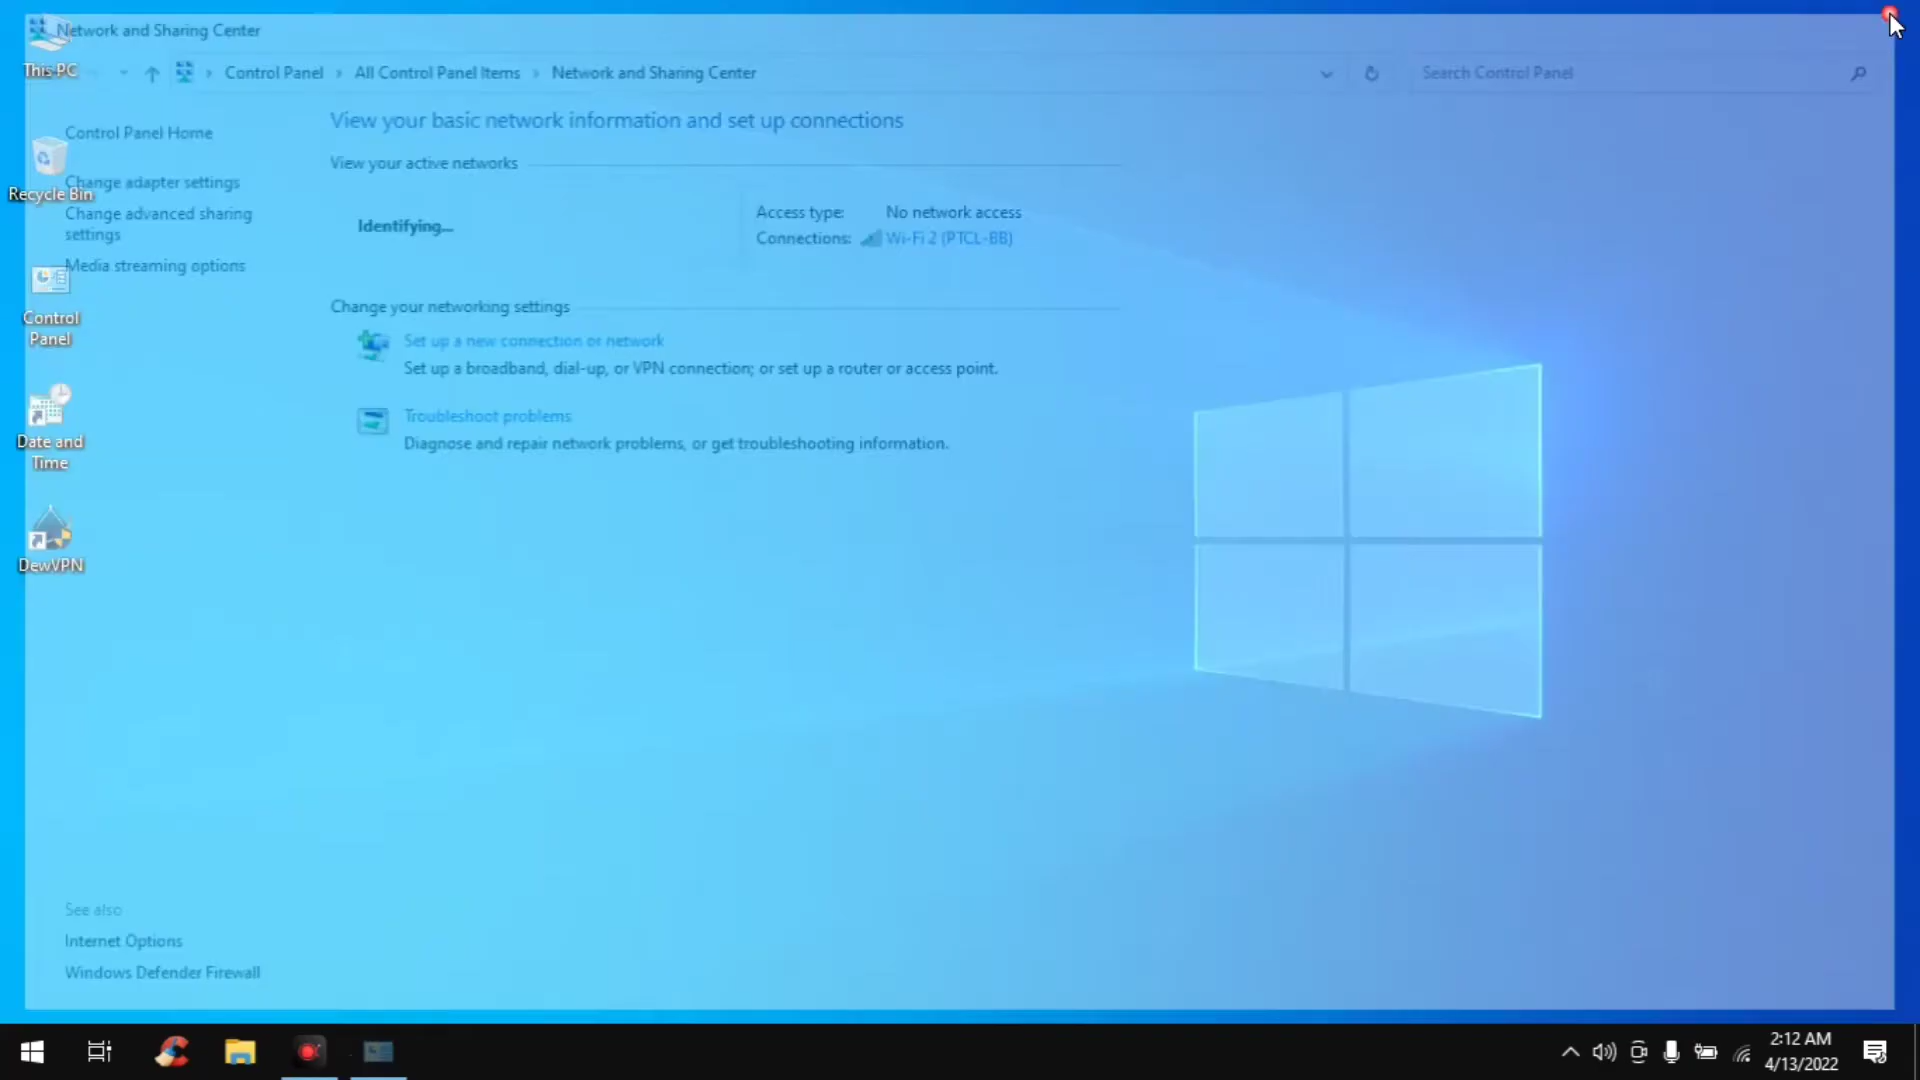 Network and Sharing Center
This PC
Control Panel
All Control Panel Items
Network and Sharing Center
Search Control Panel
View your basic network information and set up connections
Control Panel Home
View your active networks
Recycle Bin
Change adapter settings
Change advanced sharing
settings
Identifying...
Access type: No network access
Connections: Wi-Fi 2 (PTCL-BB)
Media streaming options
Control
Panel
Change your networking settings
Set up a new connection or network
Set up a broadband, dial-up, or VPN connection; or set up a router or access point.
Troubleshoot problems
Diagnose and repair network problems, or get troubleshooting information.
Date and
Time
DewVPN
See also
Internet Options
Windows Defender Firewall
2:12 AM
4/13/2022